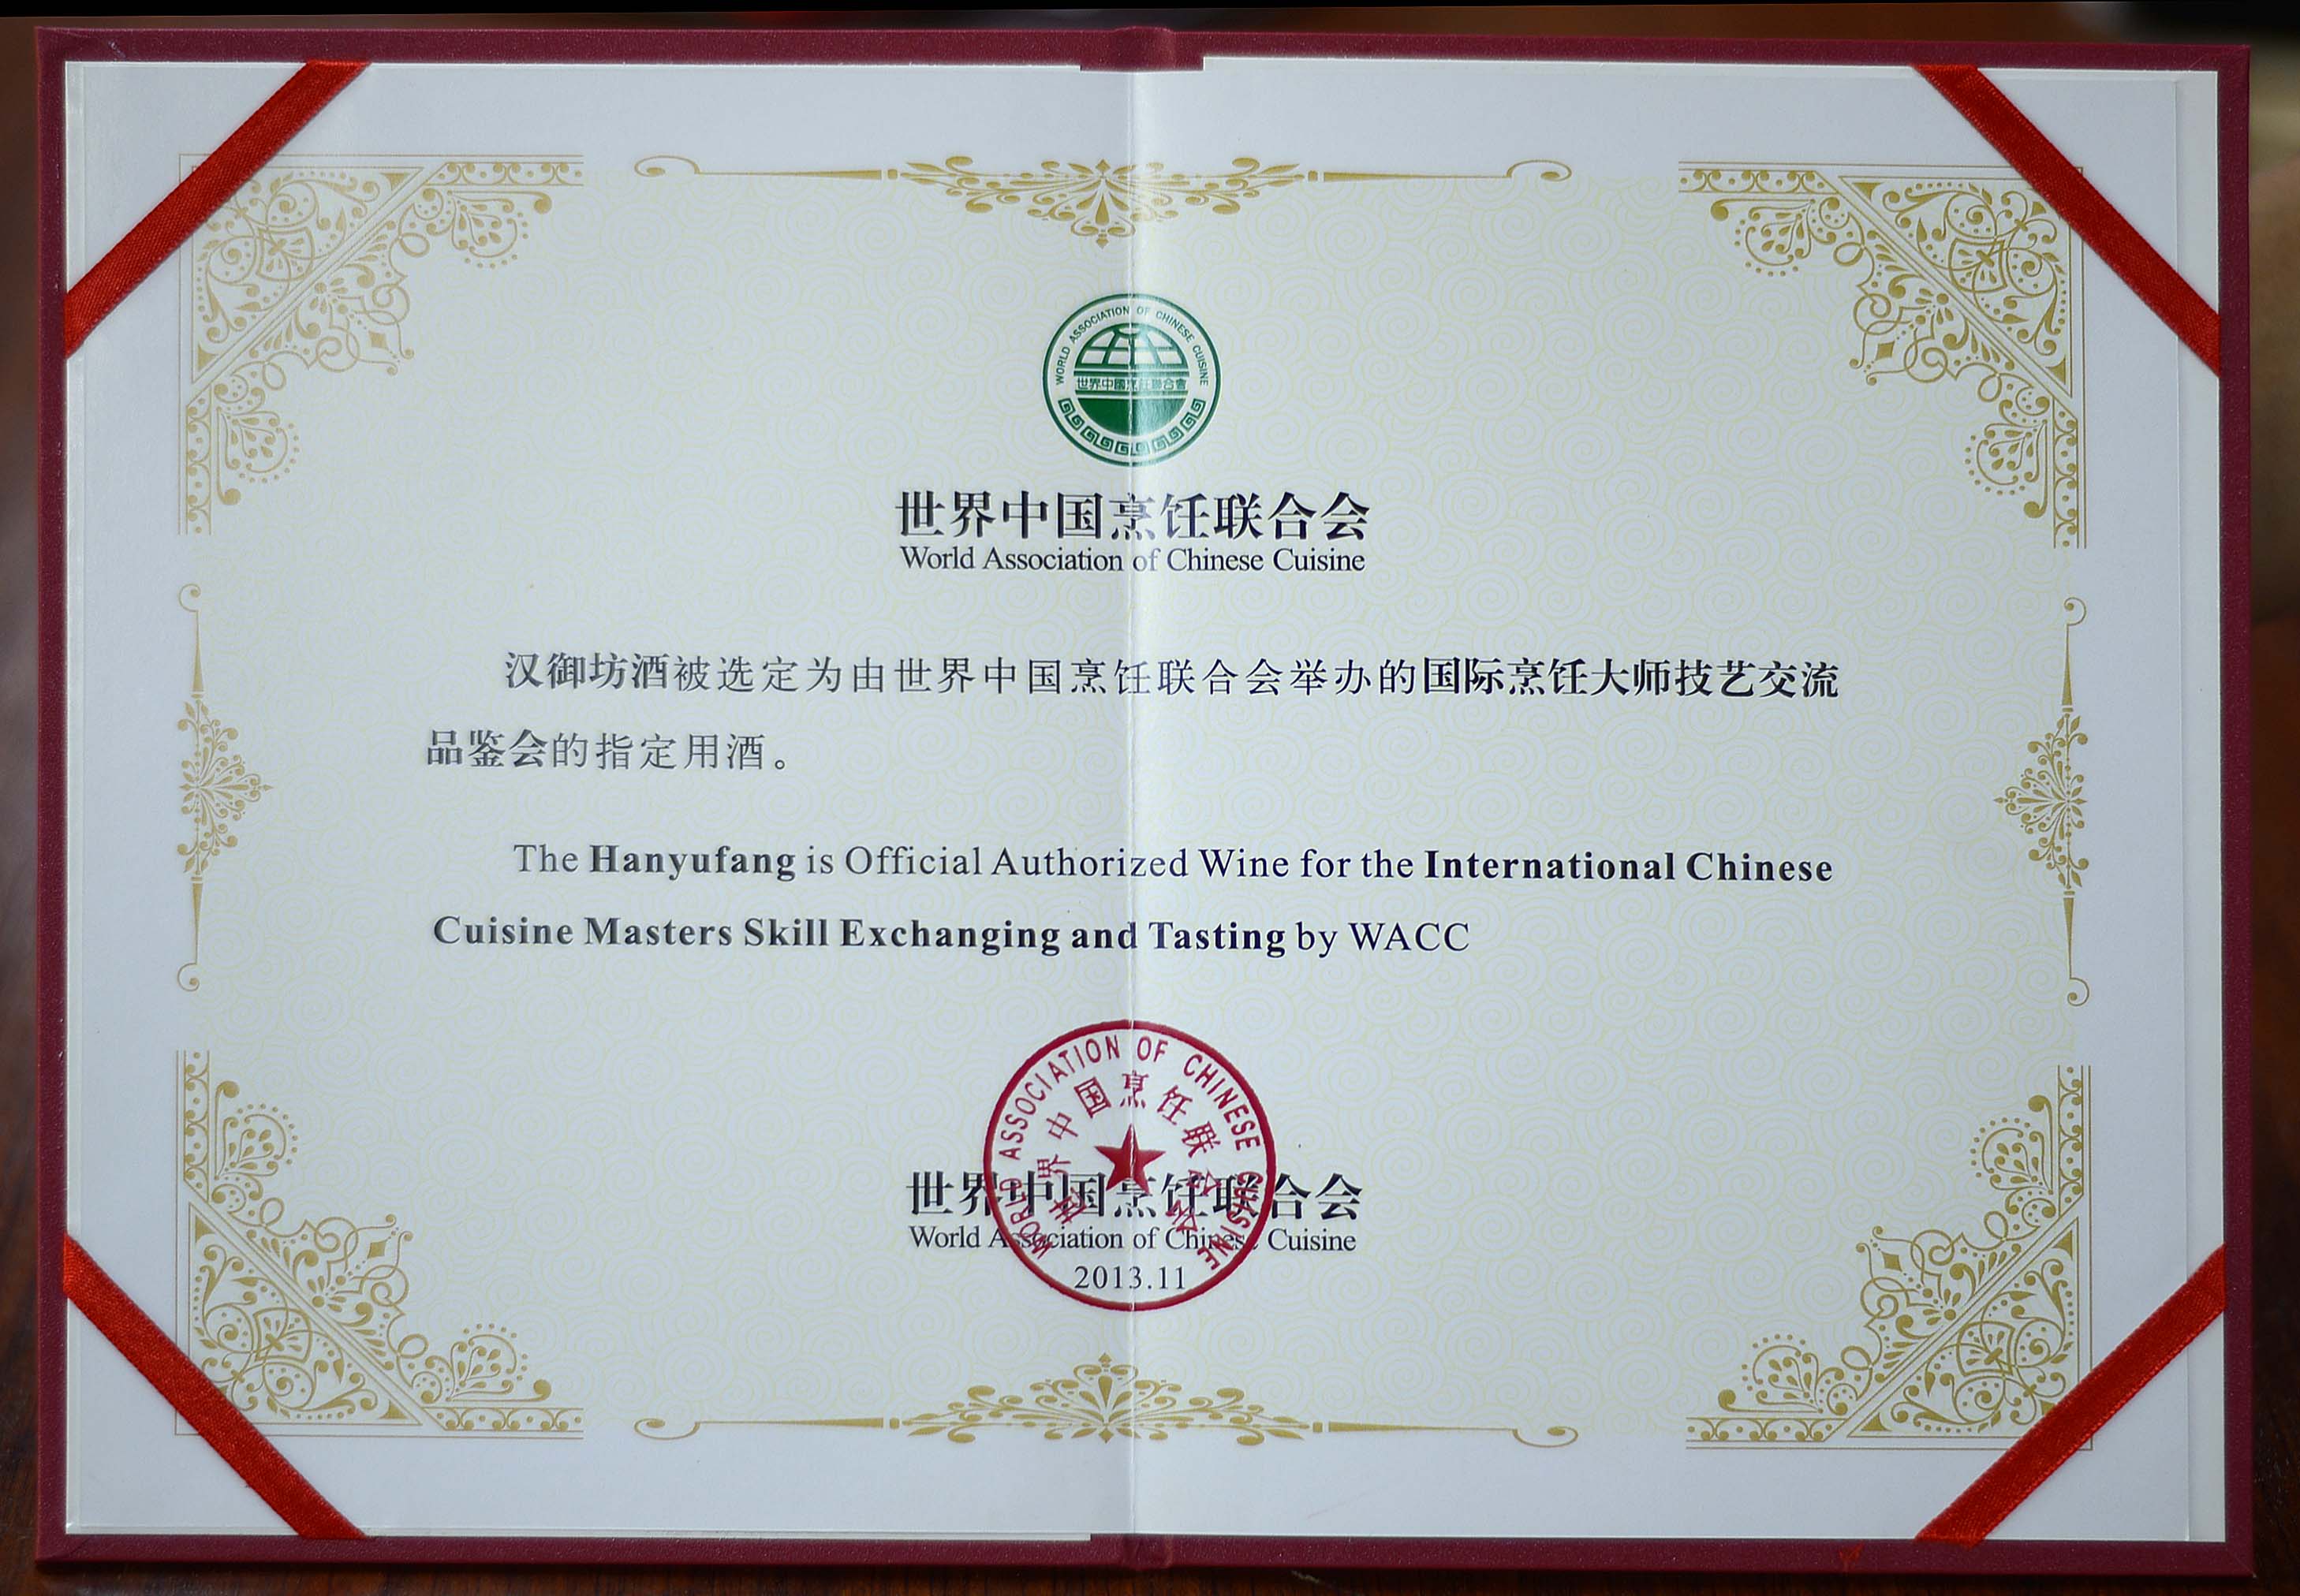 WORLD ASSOCIATION OF CHINESE CUISINE
世界中國烹飪聯合會
世界中国烹饪联合会
World Association of Chinese Cuisine
汉御坊酒被选定为由世界中国烹饪联合会举办的国际烹饪大师技艺交流
品鉴会的指定用酒。
The Hanyufang is Official Authorized Wine for the International Chinese
Cuisine Masters Skill Exchanging and Tasting by WACC
WORLD ASSOCIATION OF CHINESE CUISINE
世界中国烹饪联合会
世界中国烹饪联合会
World Association of Chinese Cuisine
2013.11